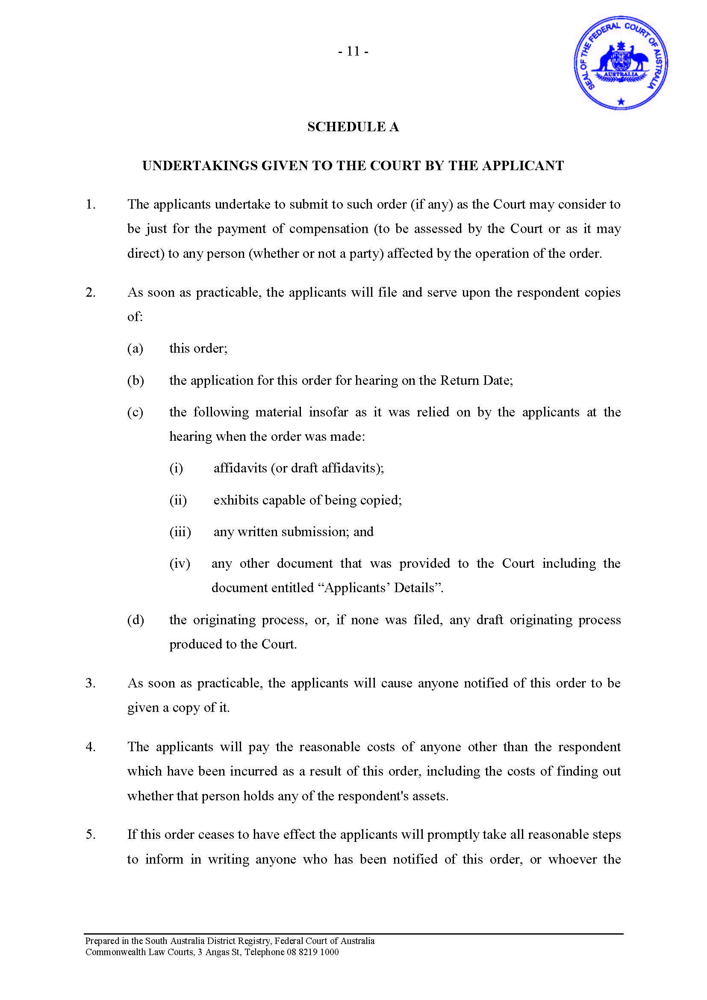 - 11 -
SEAL OF THE FEDERAL COURT OF AUSTRALIA
AUSTRALIA
SCHEDULE A
UNDERTAKINGS GIVEN TO THE COURT BY THE APPLICANT
1. The applicants undertake to submit to such order (if any) as the Court may consider to
be just for the payment of compensation (to be assessed by the Court or as it may
direct) to any person (whether or not a party) affected by the operation of the order.
2. As soon as practicable, the applicants will file and serve upon the respondent copies
of:
(a) this order;
(b) the application for this order for hearing on the Return Date;
(c) the following material insofar as it was relied on by the applicants at the
hearing when the order was made:
(i) affidavits (or draft affidavits);
(ii) exhibits capable of being copied;
(iii) any written submission; and
(iv) any other document that was provided to the Court including the
document entitled “Applicants’ Details”.
(d) the originating process, or, if none was filed, any draft originating process
produced to the Court.
3. As soon as practicable, the applicants will cause anyone notified of this order to be
given a copy of it.
4. The applicants will pay the reasonable costs of anyone other than the respondent
which have been incurred as a result of this order, including the costs of finding out
whether that person holds any of the respondent's assets.
5. If this order ceases to have effect the applicants will promptly take all reasonable steps
to inform in writing anyone who has been notified of this order, or whoever the
Prepared in the South Australia District Registry, Federal Court of Australia
Commonwealth Law Courts, 3 Angas St, Telephone 08 8219 1000